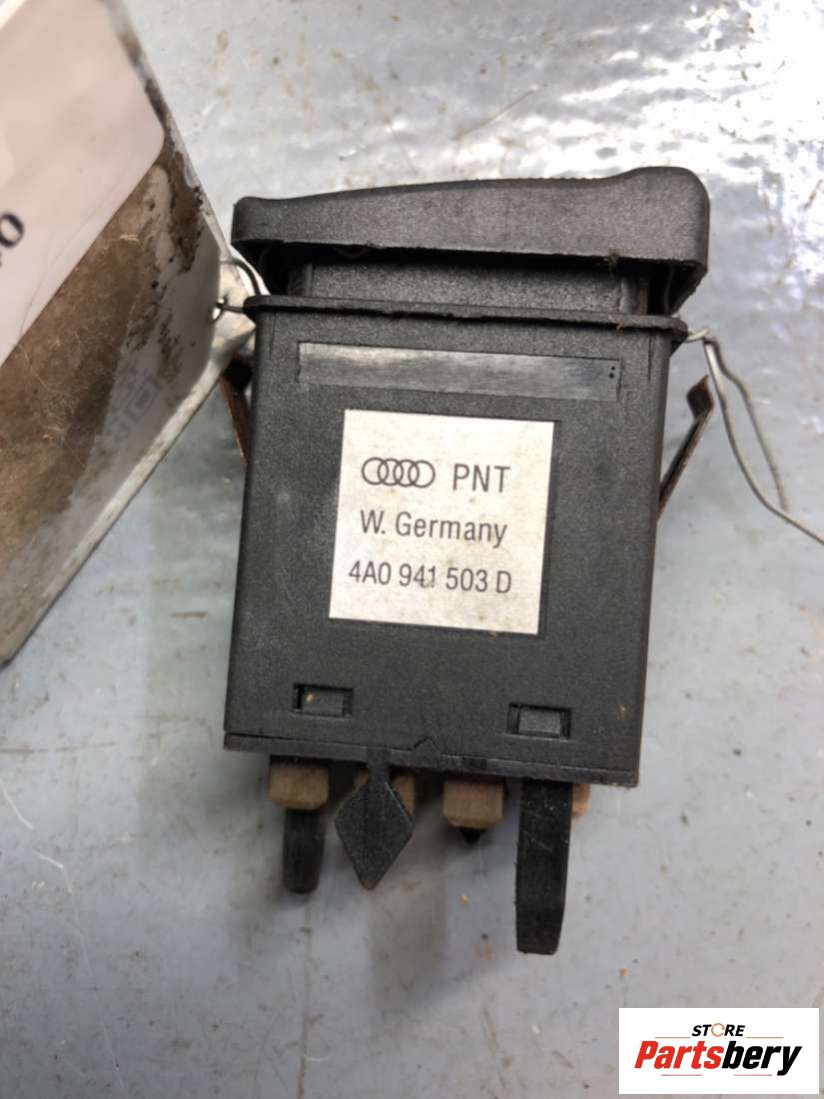 PNT
W. Germany
4A0 941 503 D
STORE
Partsbery